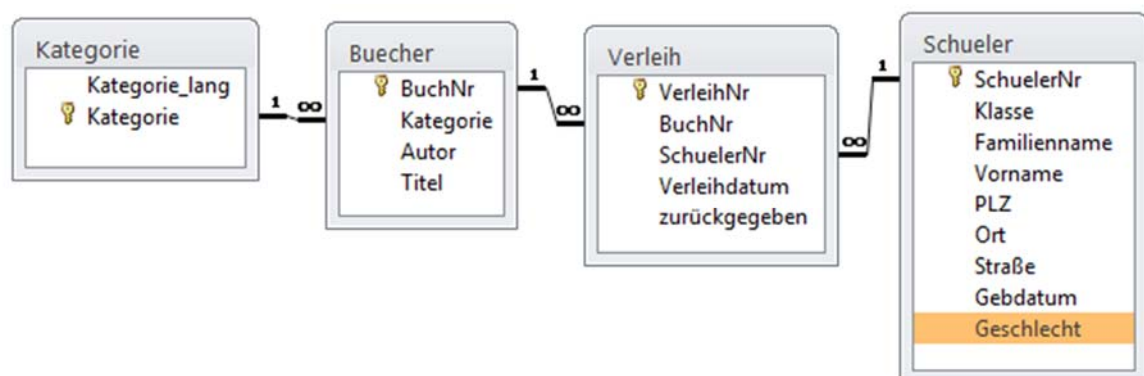 Kategorie
Kategorie_lang
Kategorie
1
∞
Buecher
BuchNr
Kategorie
Autor
Titel
1
∞
Verleih
VerleihNr
BuchNr
SchuelerNr
Verleihdatum
zurückgegeben
1
∞
Schueler
SchuelerNr
Klasse
Familienname
Vorname
PLZ
Ort
Straße
Gebdatum
Geschlecht